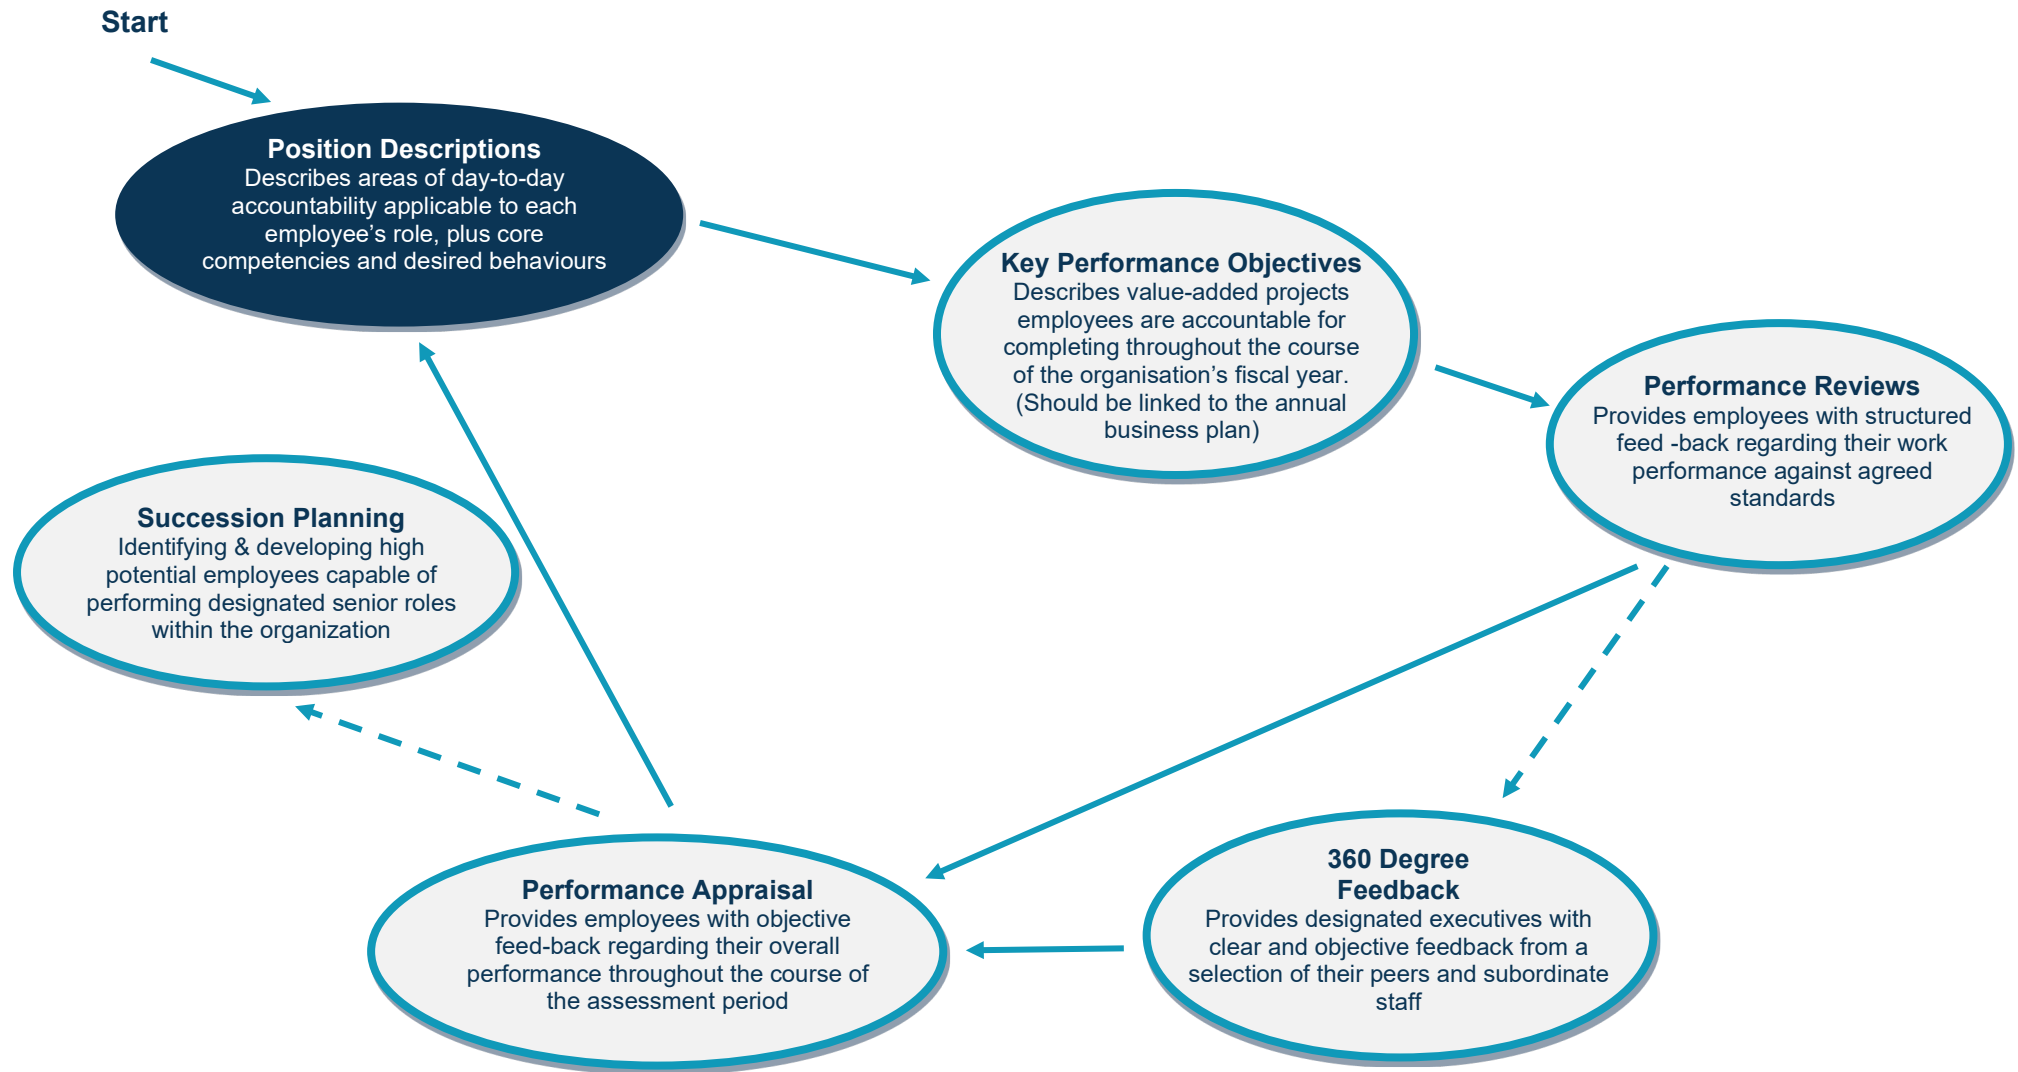 Start
Position Descriptions
Describes areas of day-to-day
accountability applicable to each
employee's role, plus core
competencies and desired behaviours
Key Performance Objectives
Describes value-added projects
employees are accountable for
completing throughout the course
of the organisation's fiscal year.
(Should be linked to the annual
business plan)
Performance Reviews
Provides employees with structured
feed -back regarding their work
performance against agreed
standards
Succession Planning
Identifying & developing high
potential employees capable of
performing designated senior roles
within the organization
Performance Appraisal
Provides employees with objective
feed-back regarding their overall
performance throughout the course of
the assessment period
360 Degree
Feedback
Provides designated executives with
clear and objective feedback from a
selection of their peers and subordinate
staff